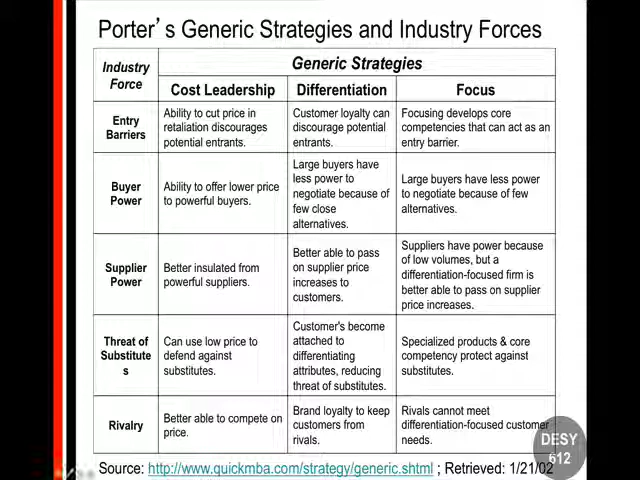 Porter's Generic Strategies and Industry Forces
Industry
Force
Generic Strategies
Cost Leadership
Differentiation
Focus
Entry
Barriers
Ability to cut price in
retaliation discourages
potential entrants.
Customer loyalty can
discourage potential
entrants.
Focusing develops core
competencies that can act as an
entry barrier.
Buyer
Power
Ability to offer lower price
to powerful buyers.
Large buyers have
less power to
negotiate because of
few close
alternatives.
Large buyers have less power
to negotiate because of few
alternatives.
Supplier
Power
Better insulated from
powerful suppliers.
Better able to pass
on supplier price
increases to
customers.
Suppliers have power because
of low volumes, but a
differentiation-focused firm is
better able to pass on supplier
price increases.
Threat of
Substitute
s
Can use low price to
defend against
substitutes.
Customer's become
attached to
differentiating
attributes, reducing
threat of substitutes.
Specialized products & core
competency protect against
substitutes.
Rivalry
Better able to compete on
price.
Brand loyalty to keep
customers from
rivals.
Rivals cannot meet
differentiation-focused customer
needs.
DESY
612
Source: http://www.quickmba.com/strategy/generic.shtml ; Retrieved: 1/21/02